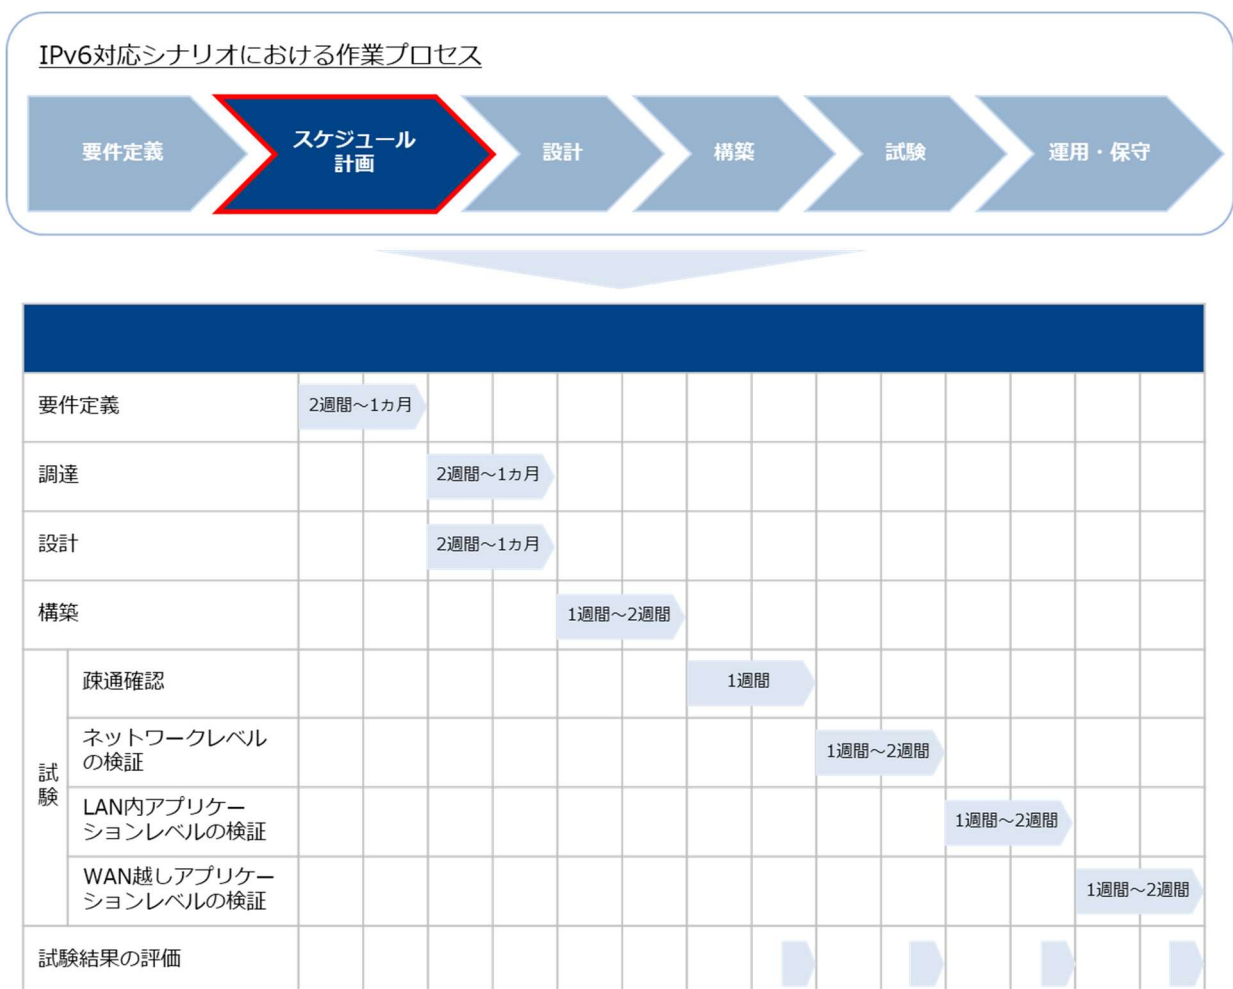 IPv6対応シナリオにおける作業プロセス
要件定義
スケジュール
計画
設計
構築
試験
運用・保守
要件定義
2週間～1カ月
調達
2週間～1カ月
設計
2週間～1カ月
構築
1週間～2週間
試
験
疎通確認
1週間
ネットワークレベル
の検証
1週間～2週間
LAN内アプリケー
ションレベルの検証
1週間～2週間
WAN越しアプリケー
ションレベルの検証
1週間～2週間
試験結果の評価